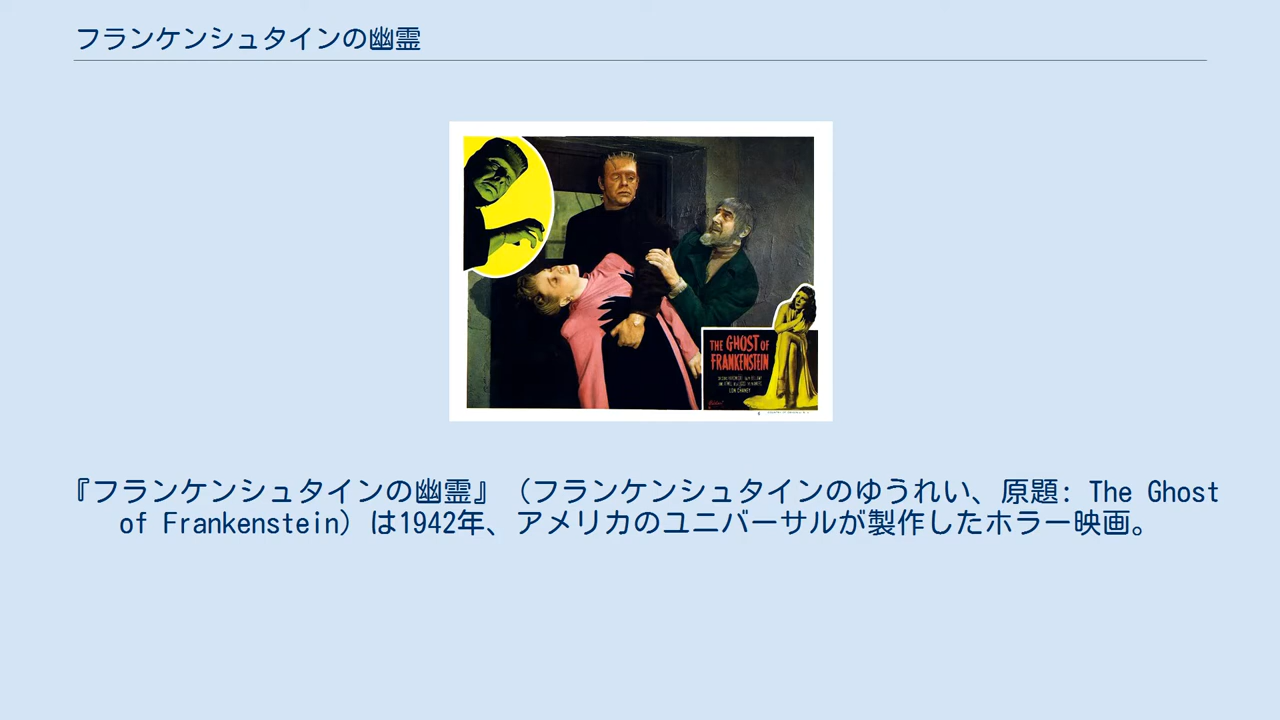 フランケンシュタインの幽霊
THE GHOST OF
FRANKENSTEIN
LON CHANEY
『フランケンシュタインの幽霊』（フランケンシュタインのゆうれい、原題: The Ghost
of Frankenstein）は1942年、アメリカのユニバーサルが製作したホラー映画。